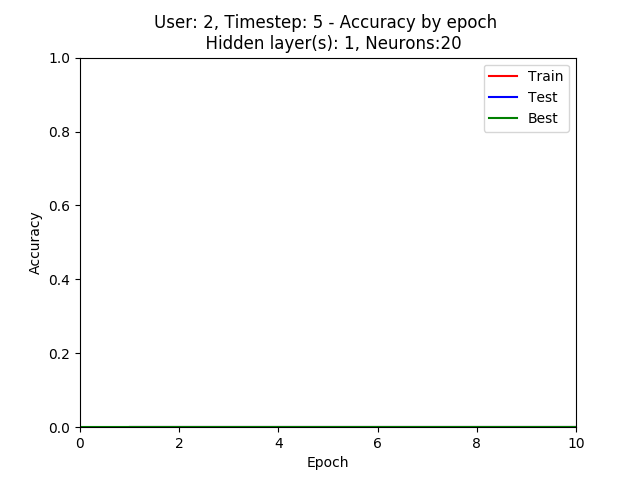 User: 2, Timestep: 5 - Accuracy by epoch
Hidden layer(s): 1, Neurons:20
1.0
Train
Test
Best
0.8
0.6
Accuracy
0.4
0.2
0.0
0
2
4
6
8
10
Epoch